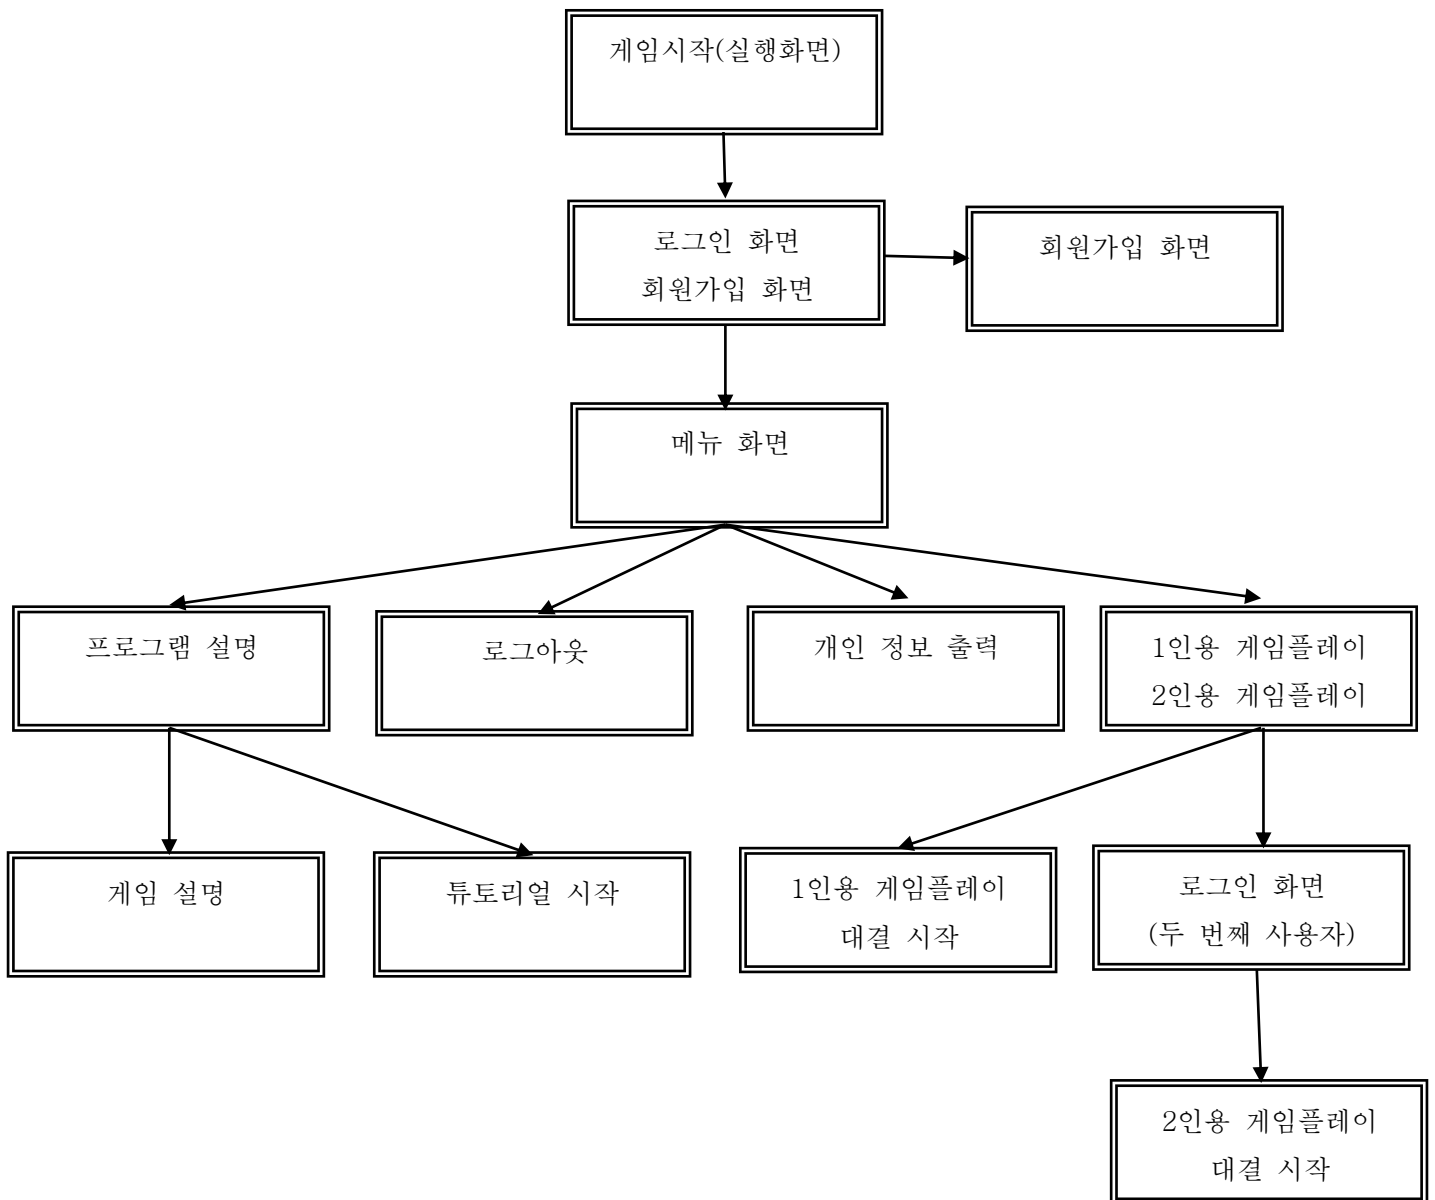 게임시작(실행화면)
로그인 화면
회원가입 화면
회원가입 화면
메뉴 화면
프로그램 설명
로그아웃
개인 정보 출력
1인용 게임플레이
2인용 게임플레이
게임 설명
튜토리얼 시작
1인용 게임플레이
대결 시작
로그인 화면
(두 번째 사용자)
2인용 게임플레이
대결 시작